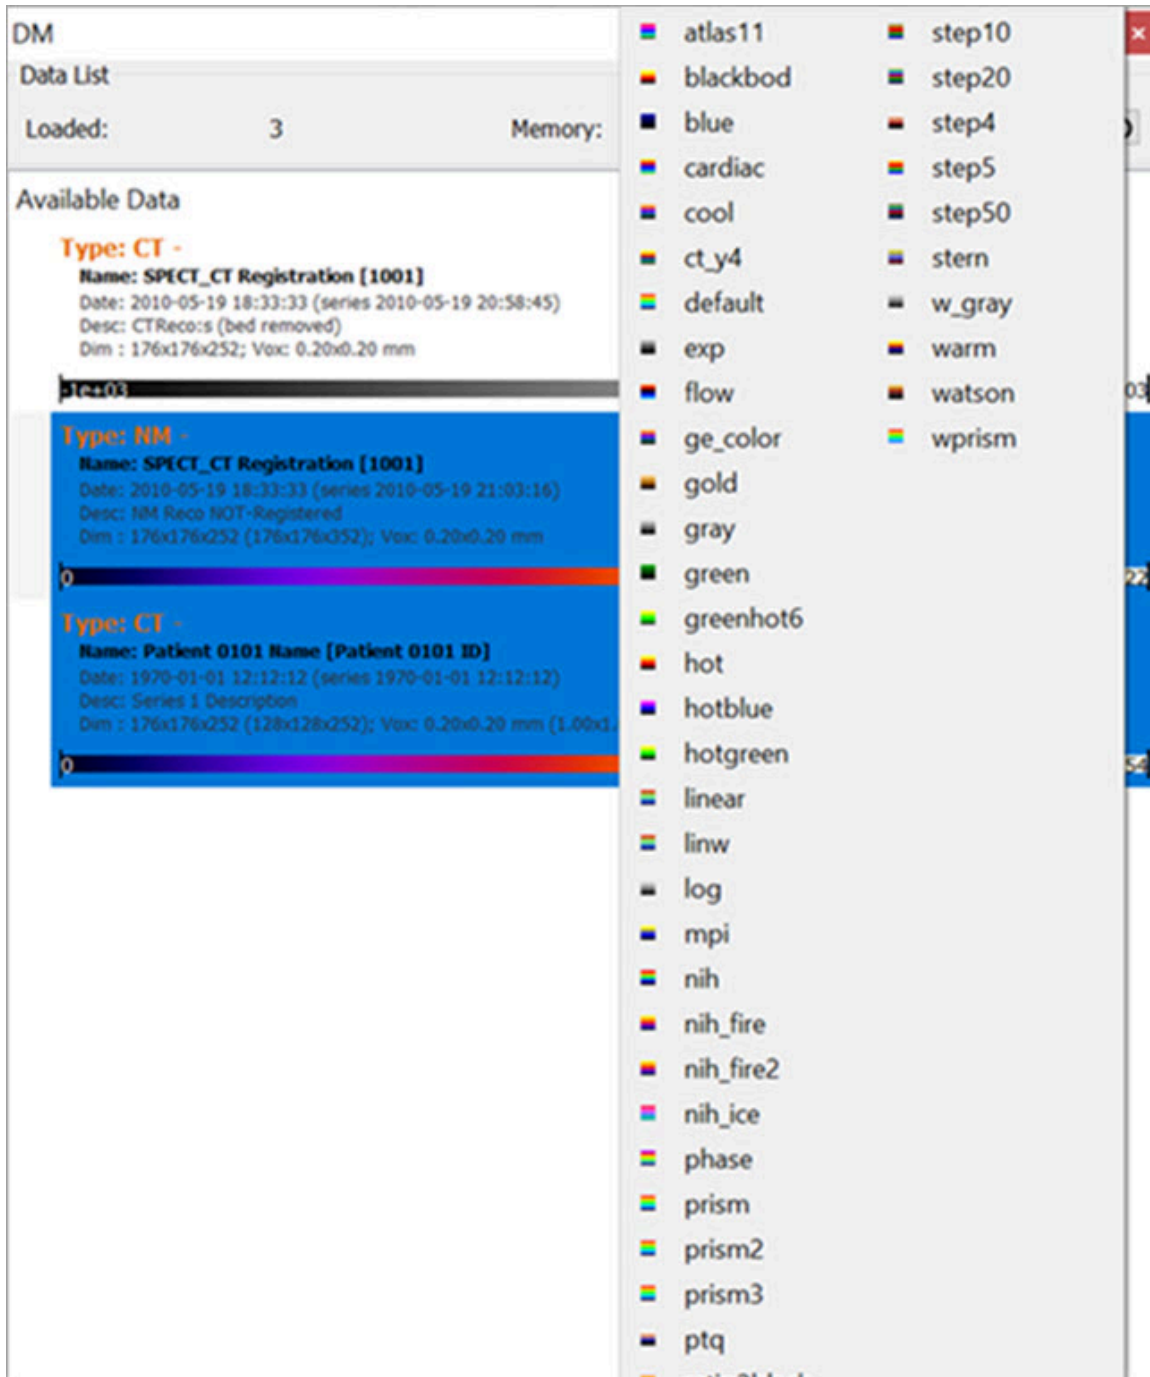 DM
Data List
Loaded: 3 Memory:
Available Data
Type: CT -
Name: SPECT_CT Registration [1001]
Date: 2010-05-19 18:33:33 (series 2010-05-19 20:58:45)
Desc: CTReco:s (bed removed)
Dim : 176x176x252; Vox: 0.20x0.20 mm
-1e+03 03
Type: NM -
Name: SPECT_CT Registration [1001]
Date: 2010-05-19 18:33:33 (series 2010-05-19 21:03:16)
Desc: NM Reco NOT-Registered
Dim : 176x176x252 (176x176x352); Vox: 0.20x0.20 mm
0 22
Type: CT -
Name: Patient 0101 Name [Patient 0101 ID]
Date: 1970-01-01 12:12:12 (series 1970-01-01 12:12:12)
Desc: Series 1 Description
Dim : 176x176x252 (128x128x252); Vox: 0.20x0.20 mm (1.00x1.
0 54
atlas11
blackbod
blue
cardiac
cool
ct_y4
default
exp
flow
ge_color
gold
gray
green
greenhot6
hot
hotblue
hotgreen
linear
linw
log
mpi
nih
nih_fire
nih_fire2
nih_ice
phase
prism
prism2
prism3
ptq
step10
step20
step4
step5
step50
stern
w_gray
warm
watson
wprism